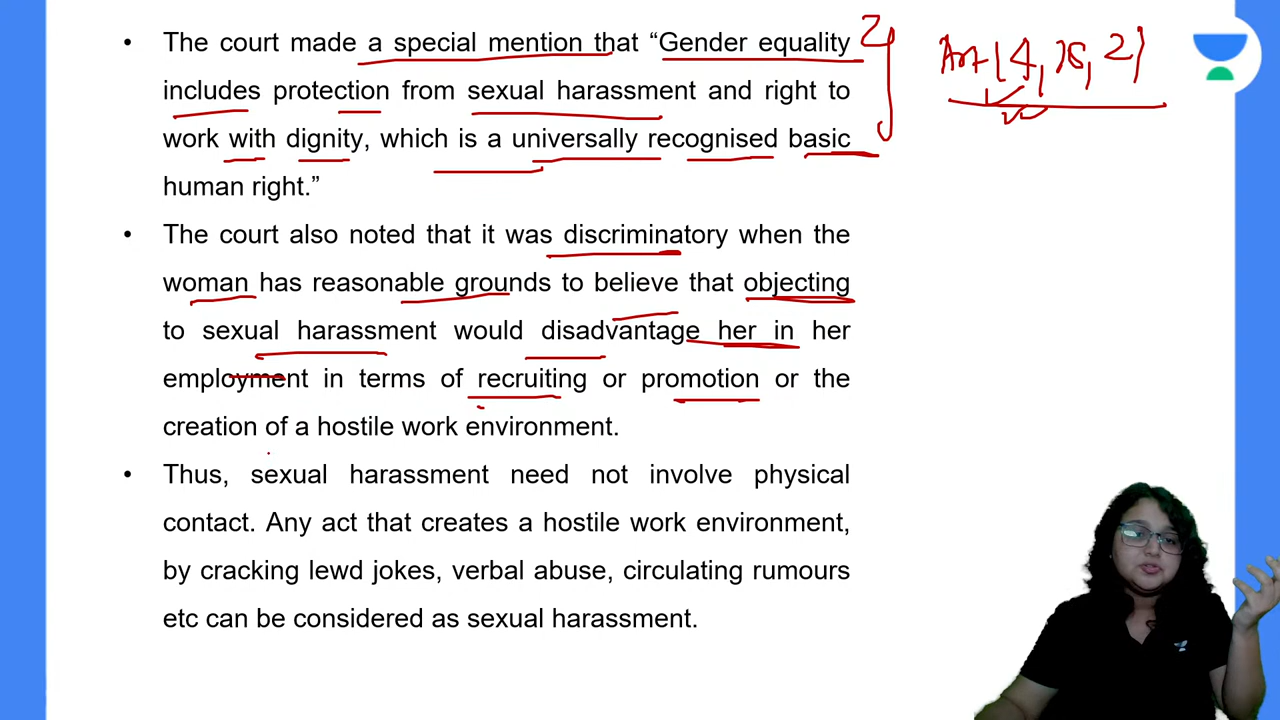 • The court made a special mention that “Gender equality
includes protection from sexual harassment and right to
work with dignity, which is a universally recognised basic
human right.”
• The court also noted that it was discriminatory when the
woman has reasonable grounds to believe that objecting
to sexual harassment would disadvantage her in her
employment in terms of recruiting or promotion or the
creation of a hostile work environment.
• Thus, sexual harassment need not involve physical
contact. Any act that creates a hostile work environment,
by cracking lewd jokes, verbal abuse, circulating rumours
etc can be considered as sexual harassment.
Art 14, 15, 21